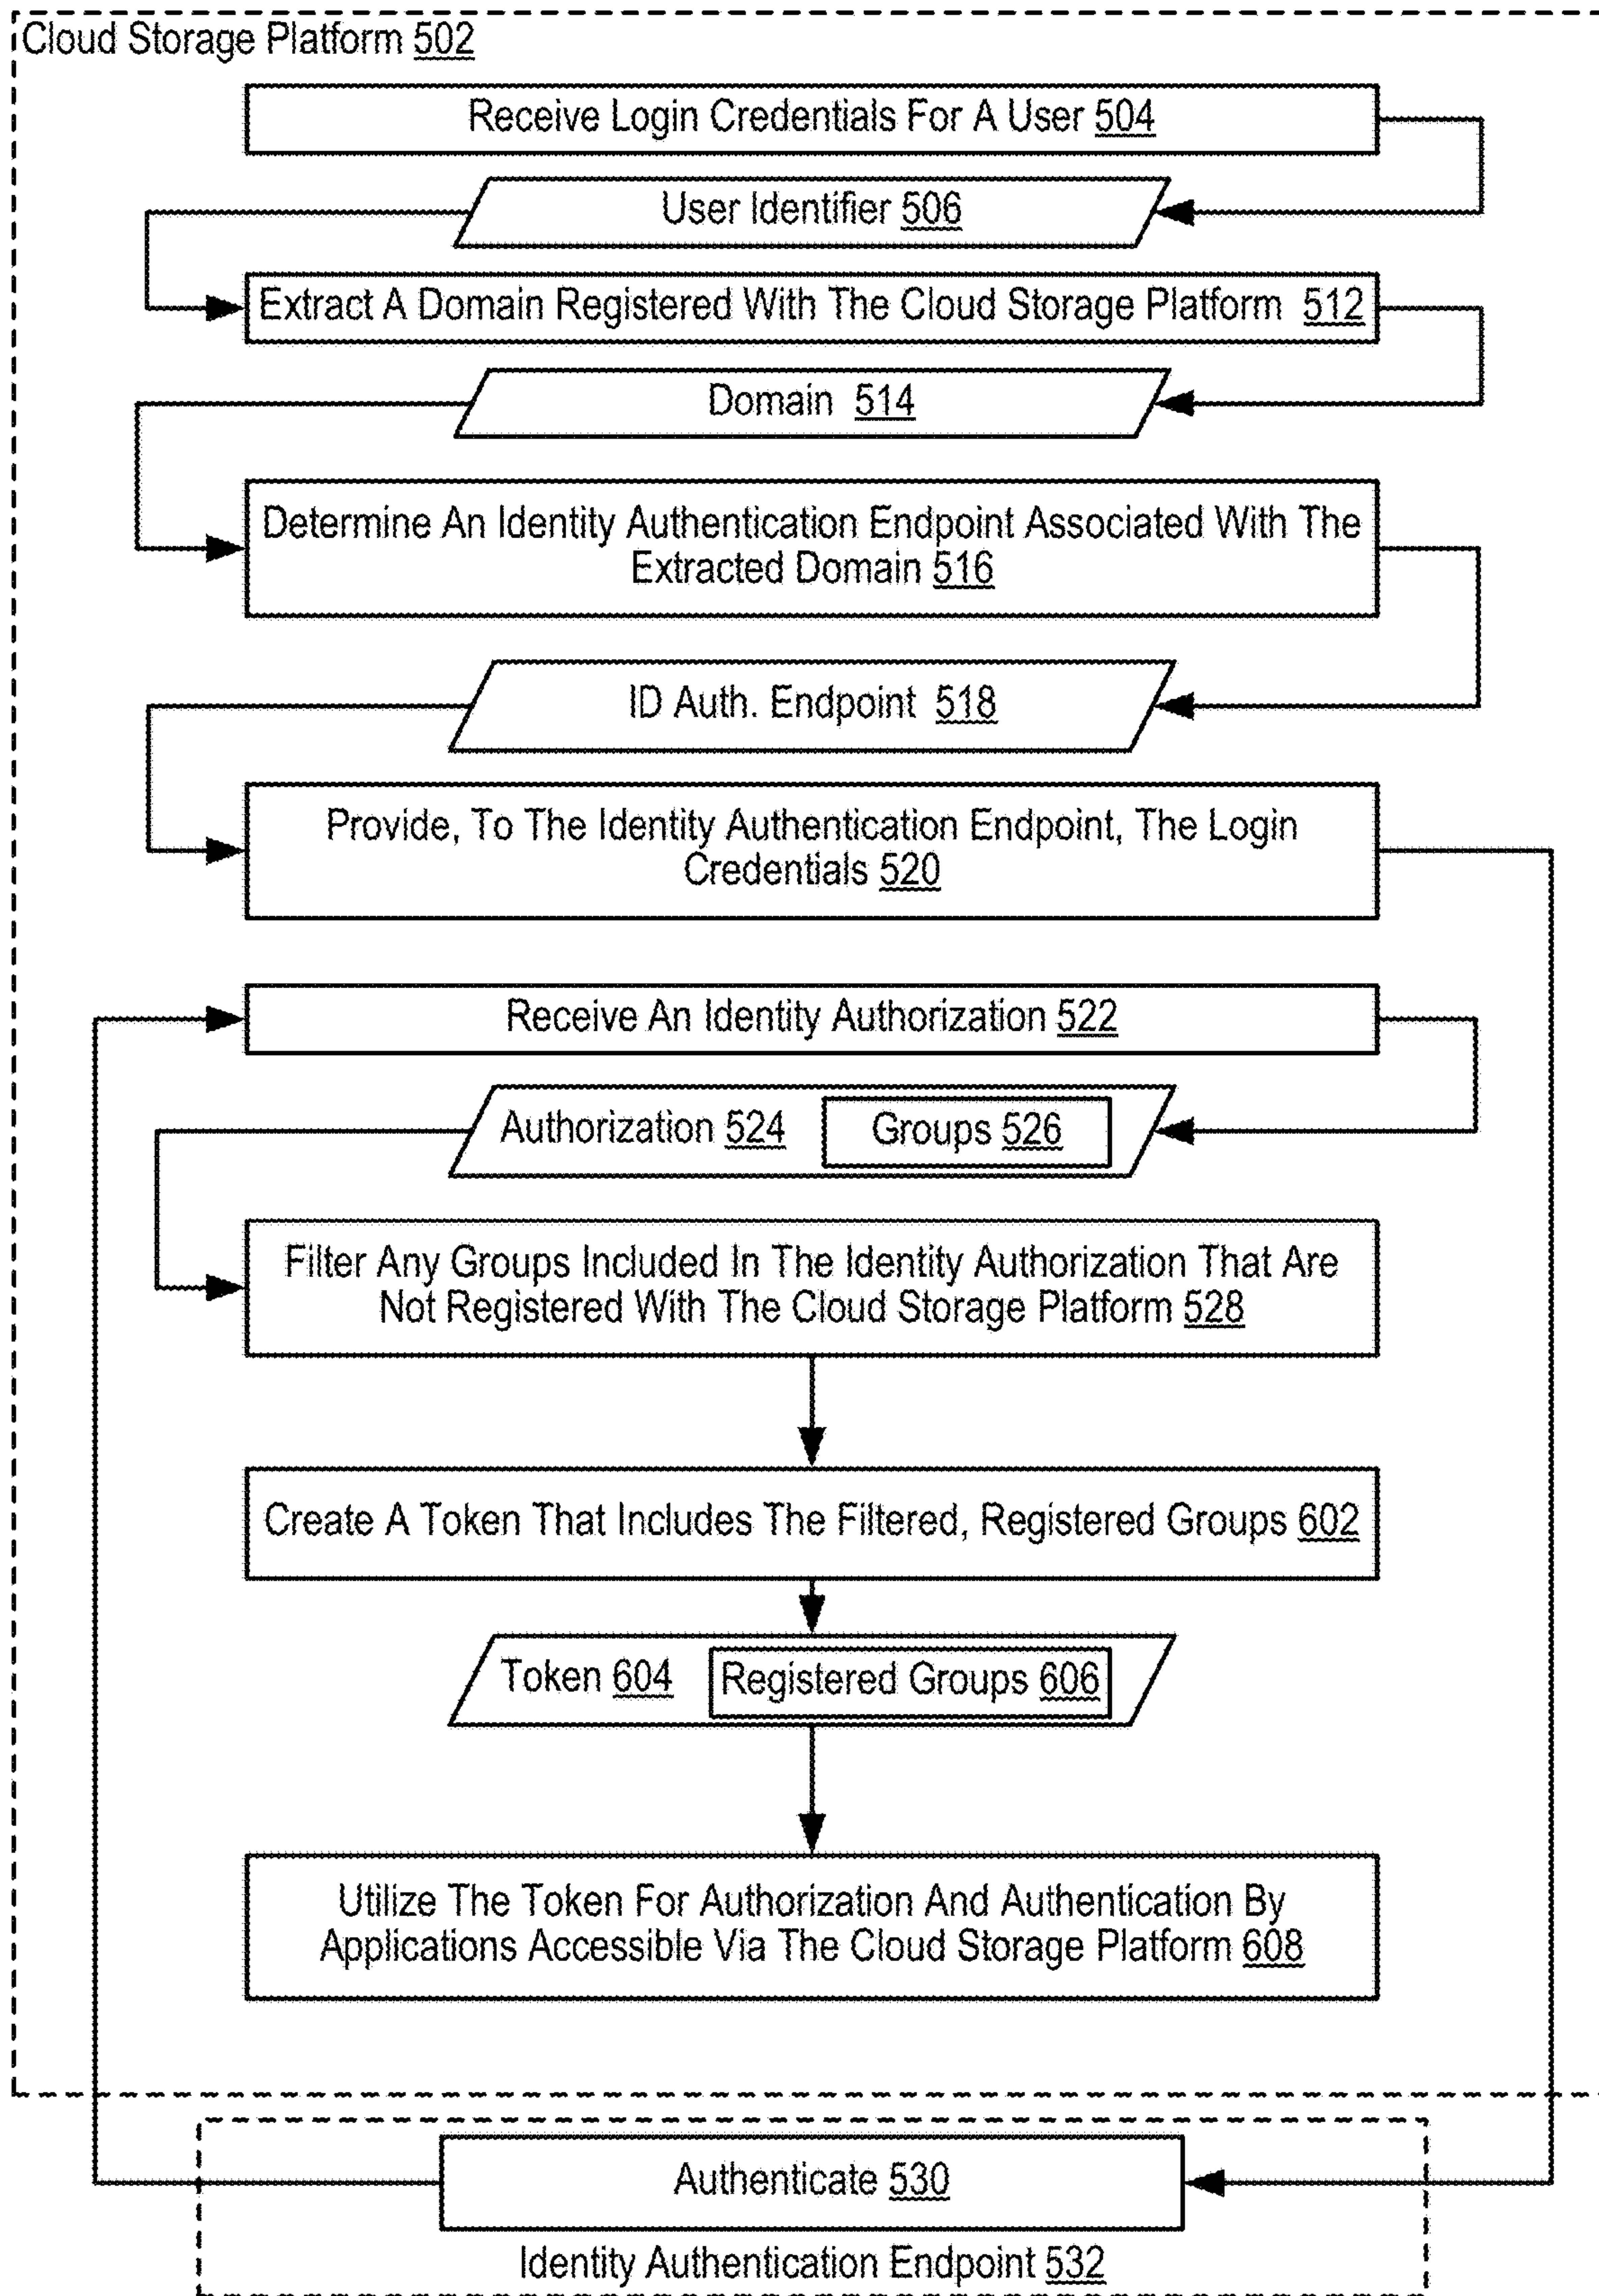 Cloud Storage Platform 502
Receive Login Credentials For A User 504
User Identifier 506
Extract A Domain Registered With The Cloud Storage Platform 512
Domain 514
Determine An Identity Authentication Endpoint Associated With The
Extracted Domain 516
ID Auth. Endpoint 518
Provide, To The Identity Authentication Endpoint, The Login
Credentials 520
Receive An Identity Authorization 522
Authorization 524 Groups 526
Filter Any Groups Included In The Identity Authorization That Are
Not Registered With The Cloud Storage Platform 528
Create A Token That Includes The Filtered, Registered Groups 602
Token 604 Registered Groups 606
Utilize The Token For Authorization And Authentication By
Applications Accessible Via The Cloud Storage Platform 608
Authenticate 530
Identity Authentication Endpoint 532